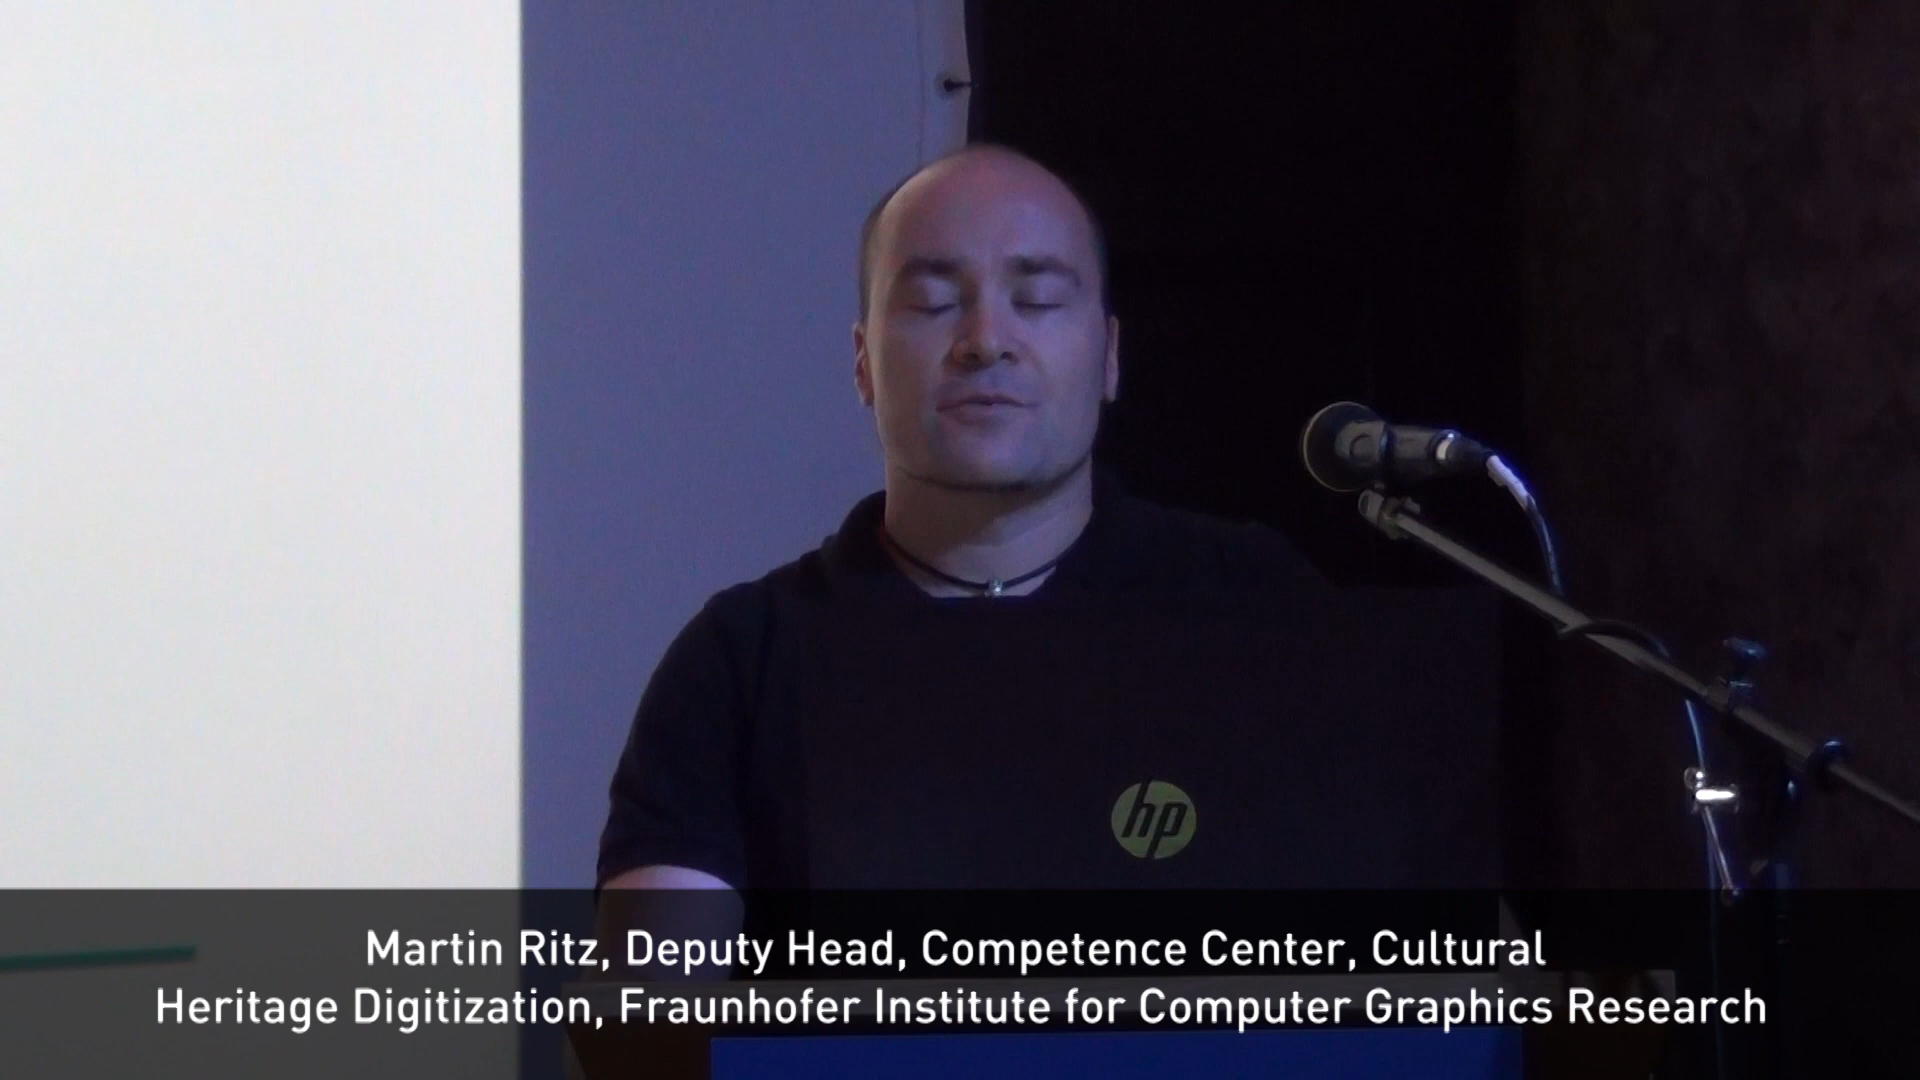 hp
Martin Ritz, Deputy Head, Competence Center, Cultural
Heritage Digitization, Fraunhofer Institute for Computer Graphics Research